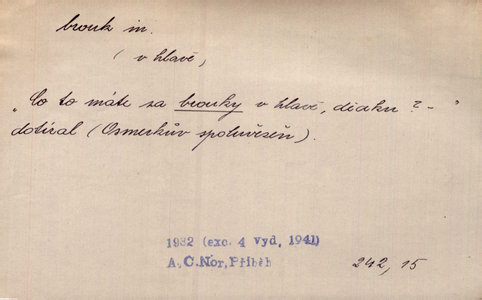 brouk m.
(v hlavě)
„Co to máte za brouky v hlavě, diaku? –"
dotíral (Osmerkův spoluvězeň).
1932 (exc. 4 Vyd, 1941)
A.C.Nor, Příběh 242, 15